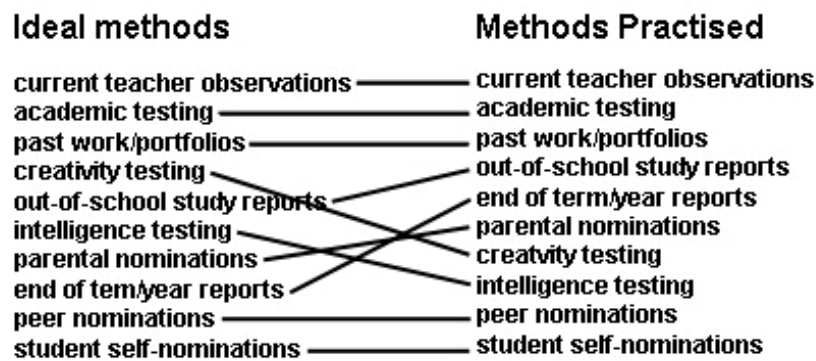 Ideal methods
Methods Practised
current teacher observations
current teacher observations
academic testing
academic testing
past work/portfolios
past work/portfolios
creativity testing
out-of-school study reports
out-of-school study reports
end of term/year reports
intelligence testing
parental nominations
parental nominations
creatvity testing
end of tem/year reports
intelligence testing
peer nominations
peer nominations
student self-nominations
student self-nominations